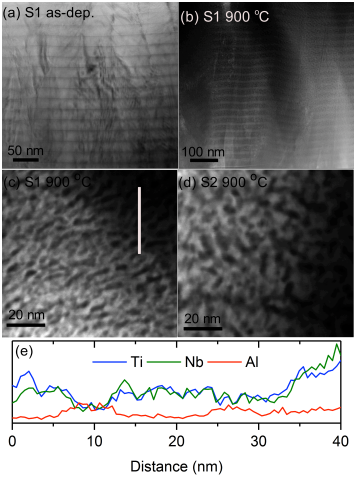 (a) S1 as-dep.
50 nm
(b) S1 900 °C
100 nm
(c) S1 900 °C
20 nm
(d) S2 900 °C
20 nm
(e)
Ti Nb Al
0 10 20 30 40
Distance (nm)